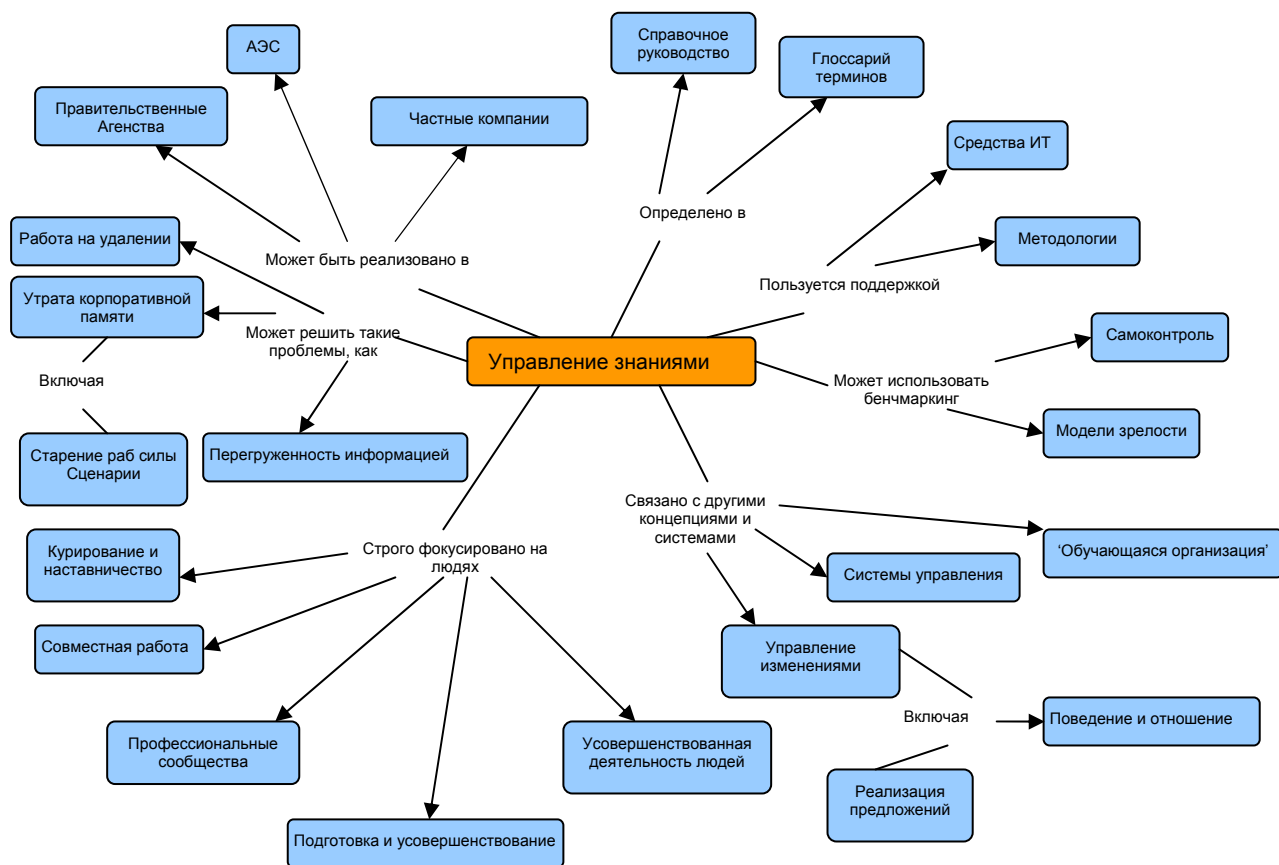 АЭС
Справочное
руководство
Глоссарий
терминов
Правительственные
Агенства
Частные компании
Средства ИТ
Определено в
Работа на удалении
Может быть реализовано в
Методологии
Пользуется поддержкой
Утрата корпоративной
памяти
Может решить такие
проблемы, как
Самоконтроль
Управление знаниями
Включая
Может использовать
бенчмаркинг
Модели зрелости
Старение раб силы
Сценарии
Перегруженность информацией
Связано с другими
концепциями и
системами
Курирование и
наставничество
Строго фокусировано на
людях
‘Обучающаяся организация’
Системы управления
Совместная работа
Управление
изменениями
Включая
Поведение и отношение
Профессиональные
сообщества
Усовершенствованная
деятельность людей
Реализация
предложений
Подготовка и усовершенствование